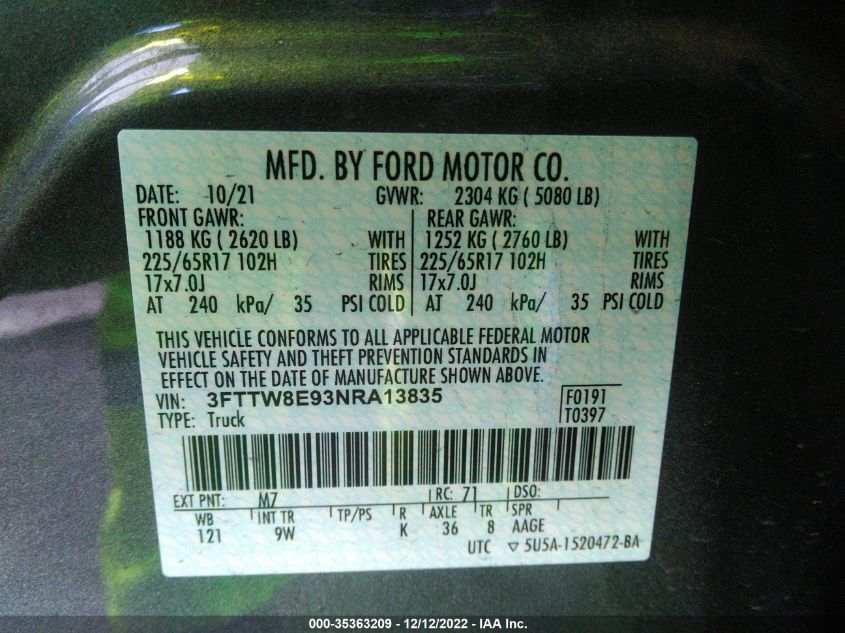 MFD. BY FORD MOTOR CO.
DATE: 10/21 GVWR: 2304 KG ( 5080 LB)
FRONT GAWR: REAR GAWR:
1188 KG ( 2620 LB) WITH 1252 KG ( 2760 LB) WITH
225/65R17 102H TIRES 225/65R17 102H TIRES
17x7.0J RIMS 17x7.0J RIMS
AT 240 kPa/ 35 PSI COLD AT 240 kPa/ 35 PSI COLD
THIS VEHICLE CONFORMS TO ALL APPLICABLE FEDERAL MOTOR
VEHICLE SAFETY AND THEFT PREVENTION STANDARDS IN
EFFECT ON THE DATE OF MANUFACTURE SHOWN ABOVE.
VIN: 3FTTW8E93NRA13835 F0191
TYPE: Truck T0397
EXT PNT: M7 RC: 71 DSO:
WB INT TR TP/PS R AXLE TR SPR
121 9W K 36 8 AAGE
UTC ▽ 5U5A-1520472-BA
000-35363209 - 12/12/2022 - IAA Inc.